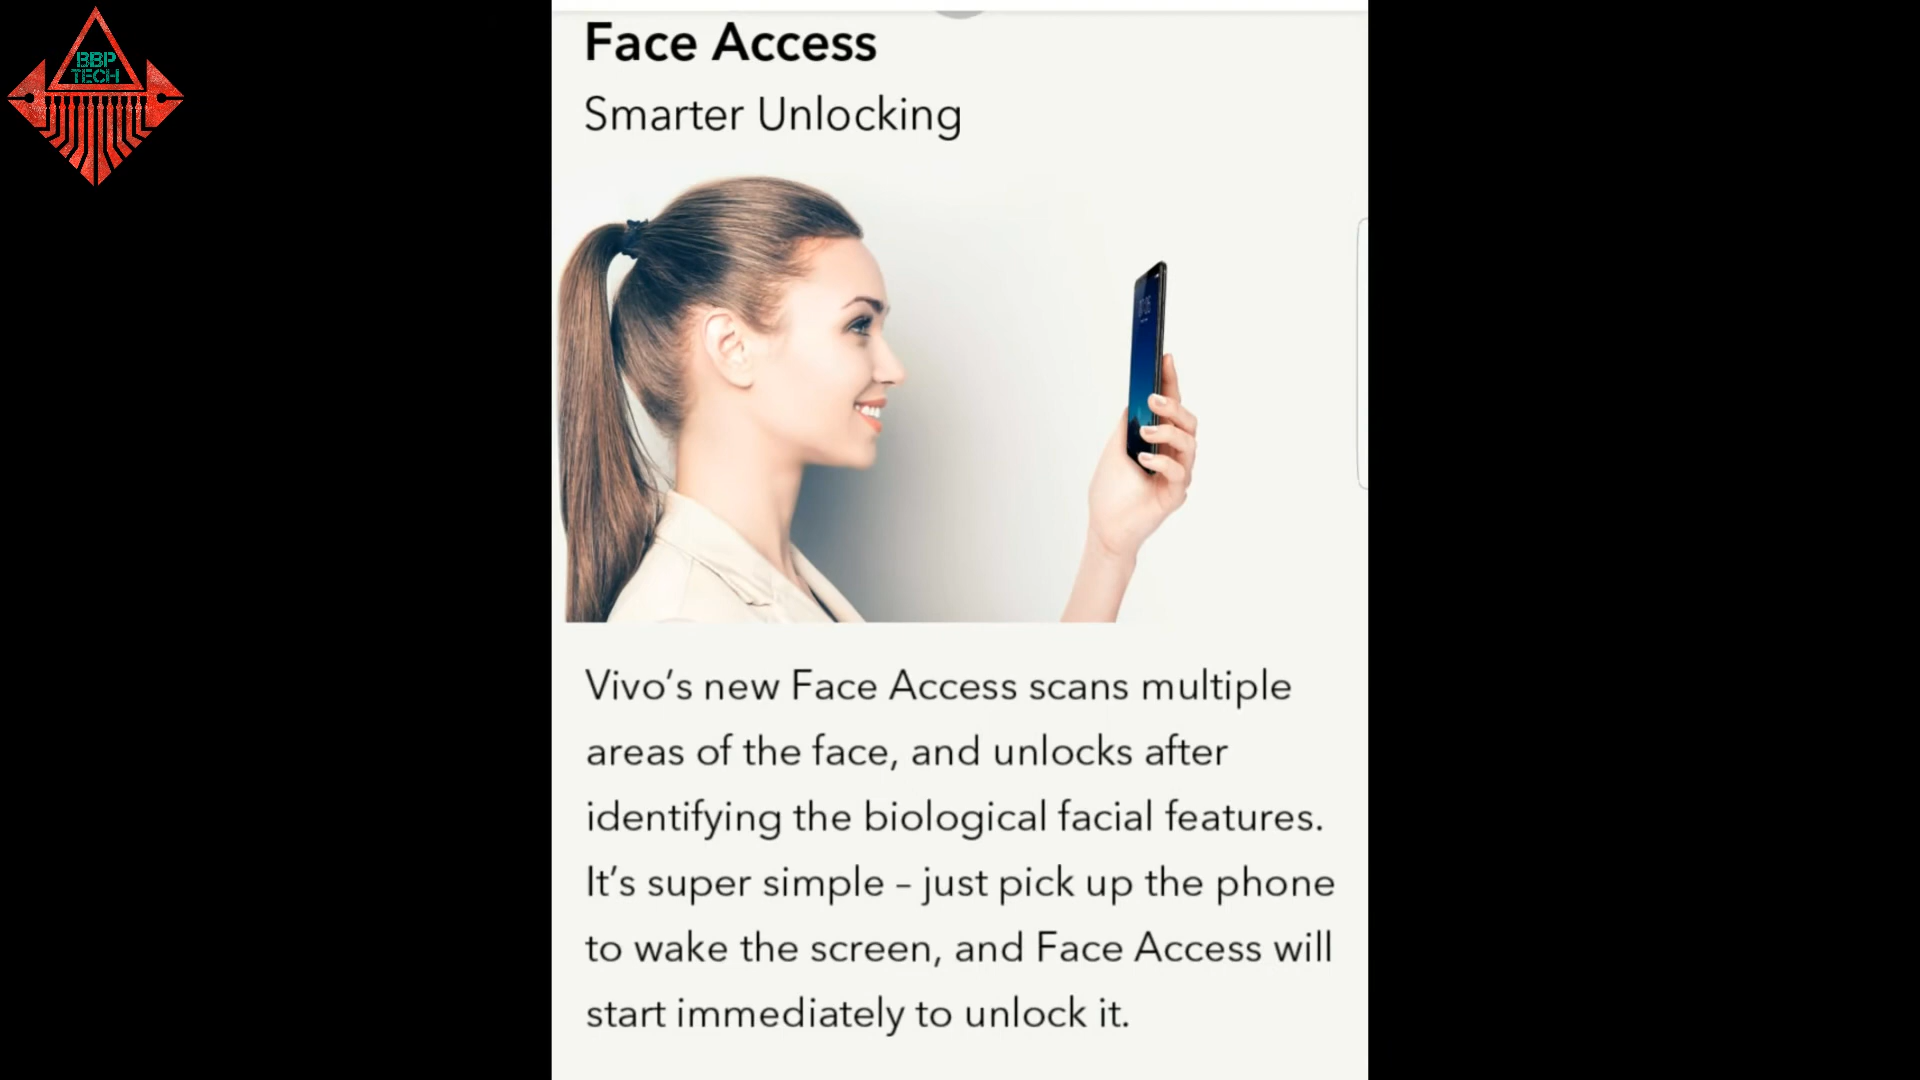 BBP
TECH
Face Access
Smarter Unlocking
Vivo’s new Face Access scans multiple
areas of the face, and unlocks after
identifying the biological facial features.
It’s super simple – just pick up the phone
to wake the screen, and Face Access will
start immediately to unlock it.